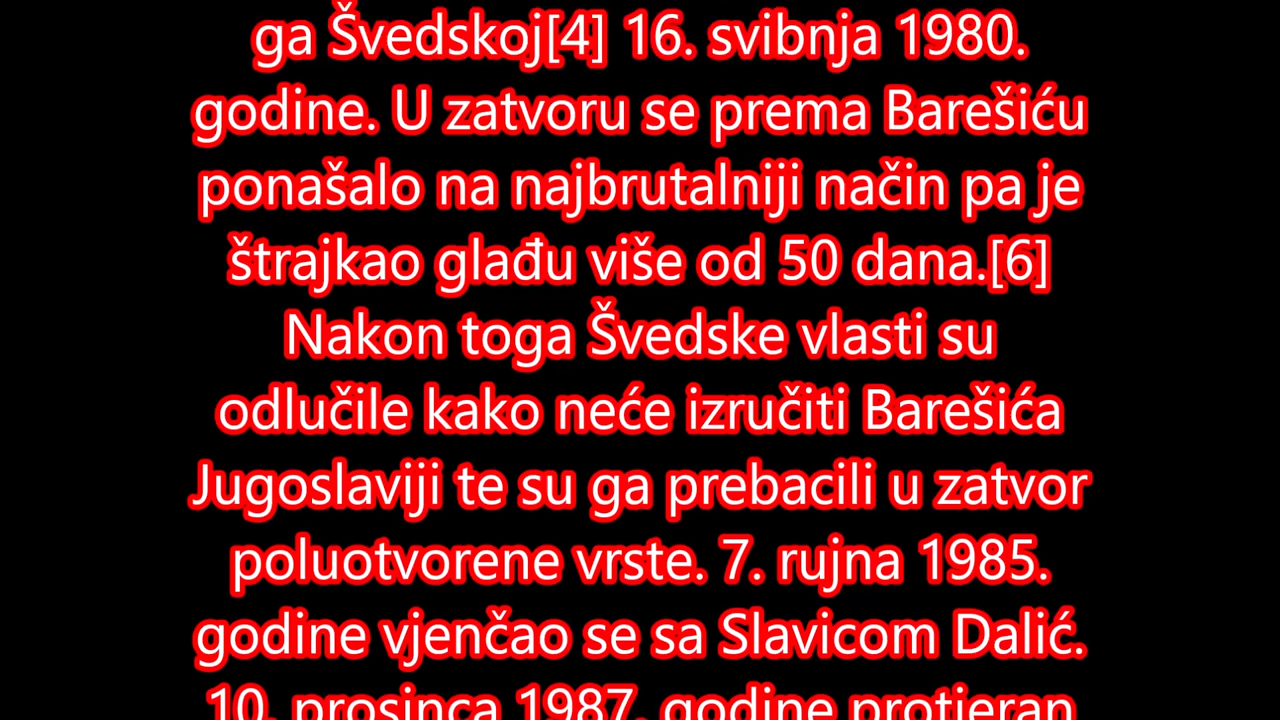 ga Švedskoj[4] 16. svibnja 1980.
godine. U zatvoru se prema Barešiću
ponašalo na najbrutalniji način pa je
štrajkao glađu više od 50 dana.[6]
Nakon toga Švedske vlasti su
odlučile kako neće izručiti Barešića
Jugoslaviji te su ga prebacili u zatvor
poluotvorene vrste. 7. rujna 1985.
godine vjenčao se sa Slavicom Dalić.
10. prosinca 1987. godine protjeran